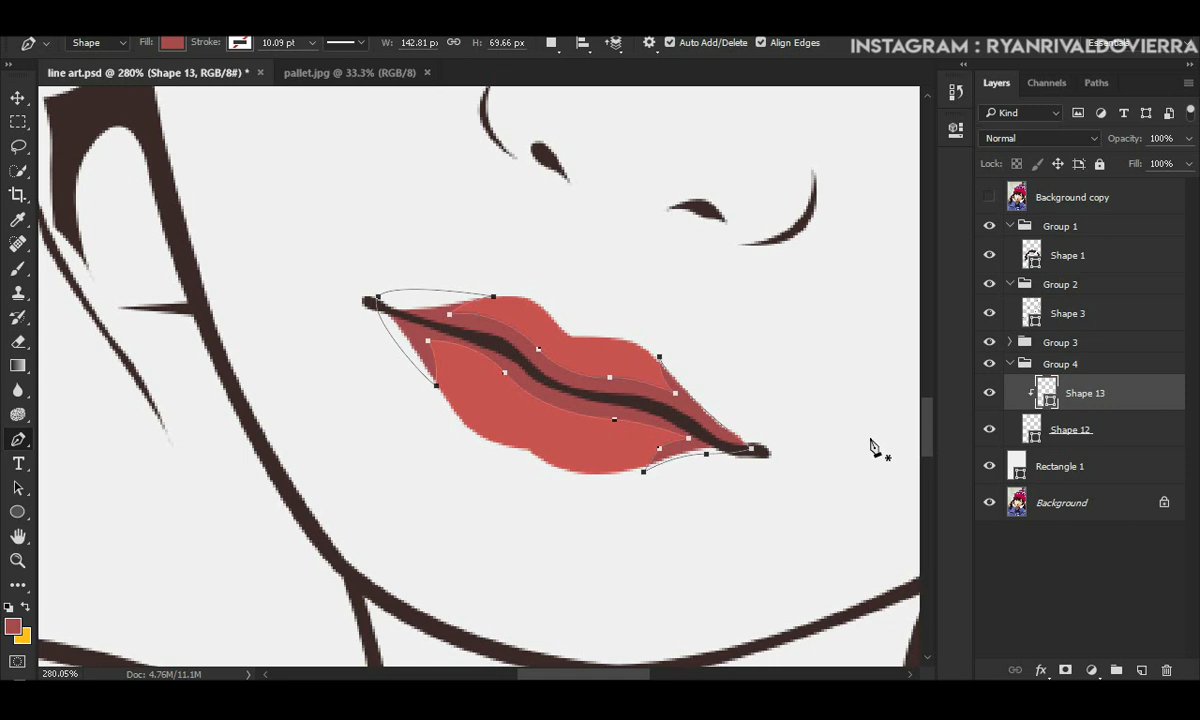 Shape Fill: Stroke: 10.09 pt W: 142.81 p H: 69.66 px Auto Add/Delete Align Edges
INSTAGRAM : RYANRIVALDOVIERRA
Essentials
line art.psd @ 280% (Shape 13, RGB/8#) * × pallet.jpg @ 33.3% (RGB/8) ×
Layers Channels Paths
Kind
Normal Opacity: 100%
Lock: Fill: 100%
Background copy
Group 1
Shape 1
Group 2
Shape 3
Group 3
Group 4
Shape 13
Shape 12
Rectangle 1
Background
280.05% Doc: 4.76M/11.1M